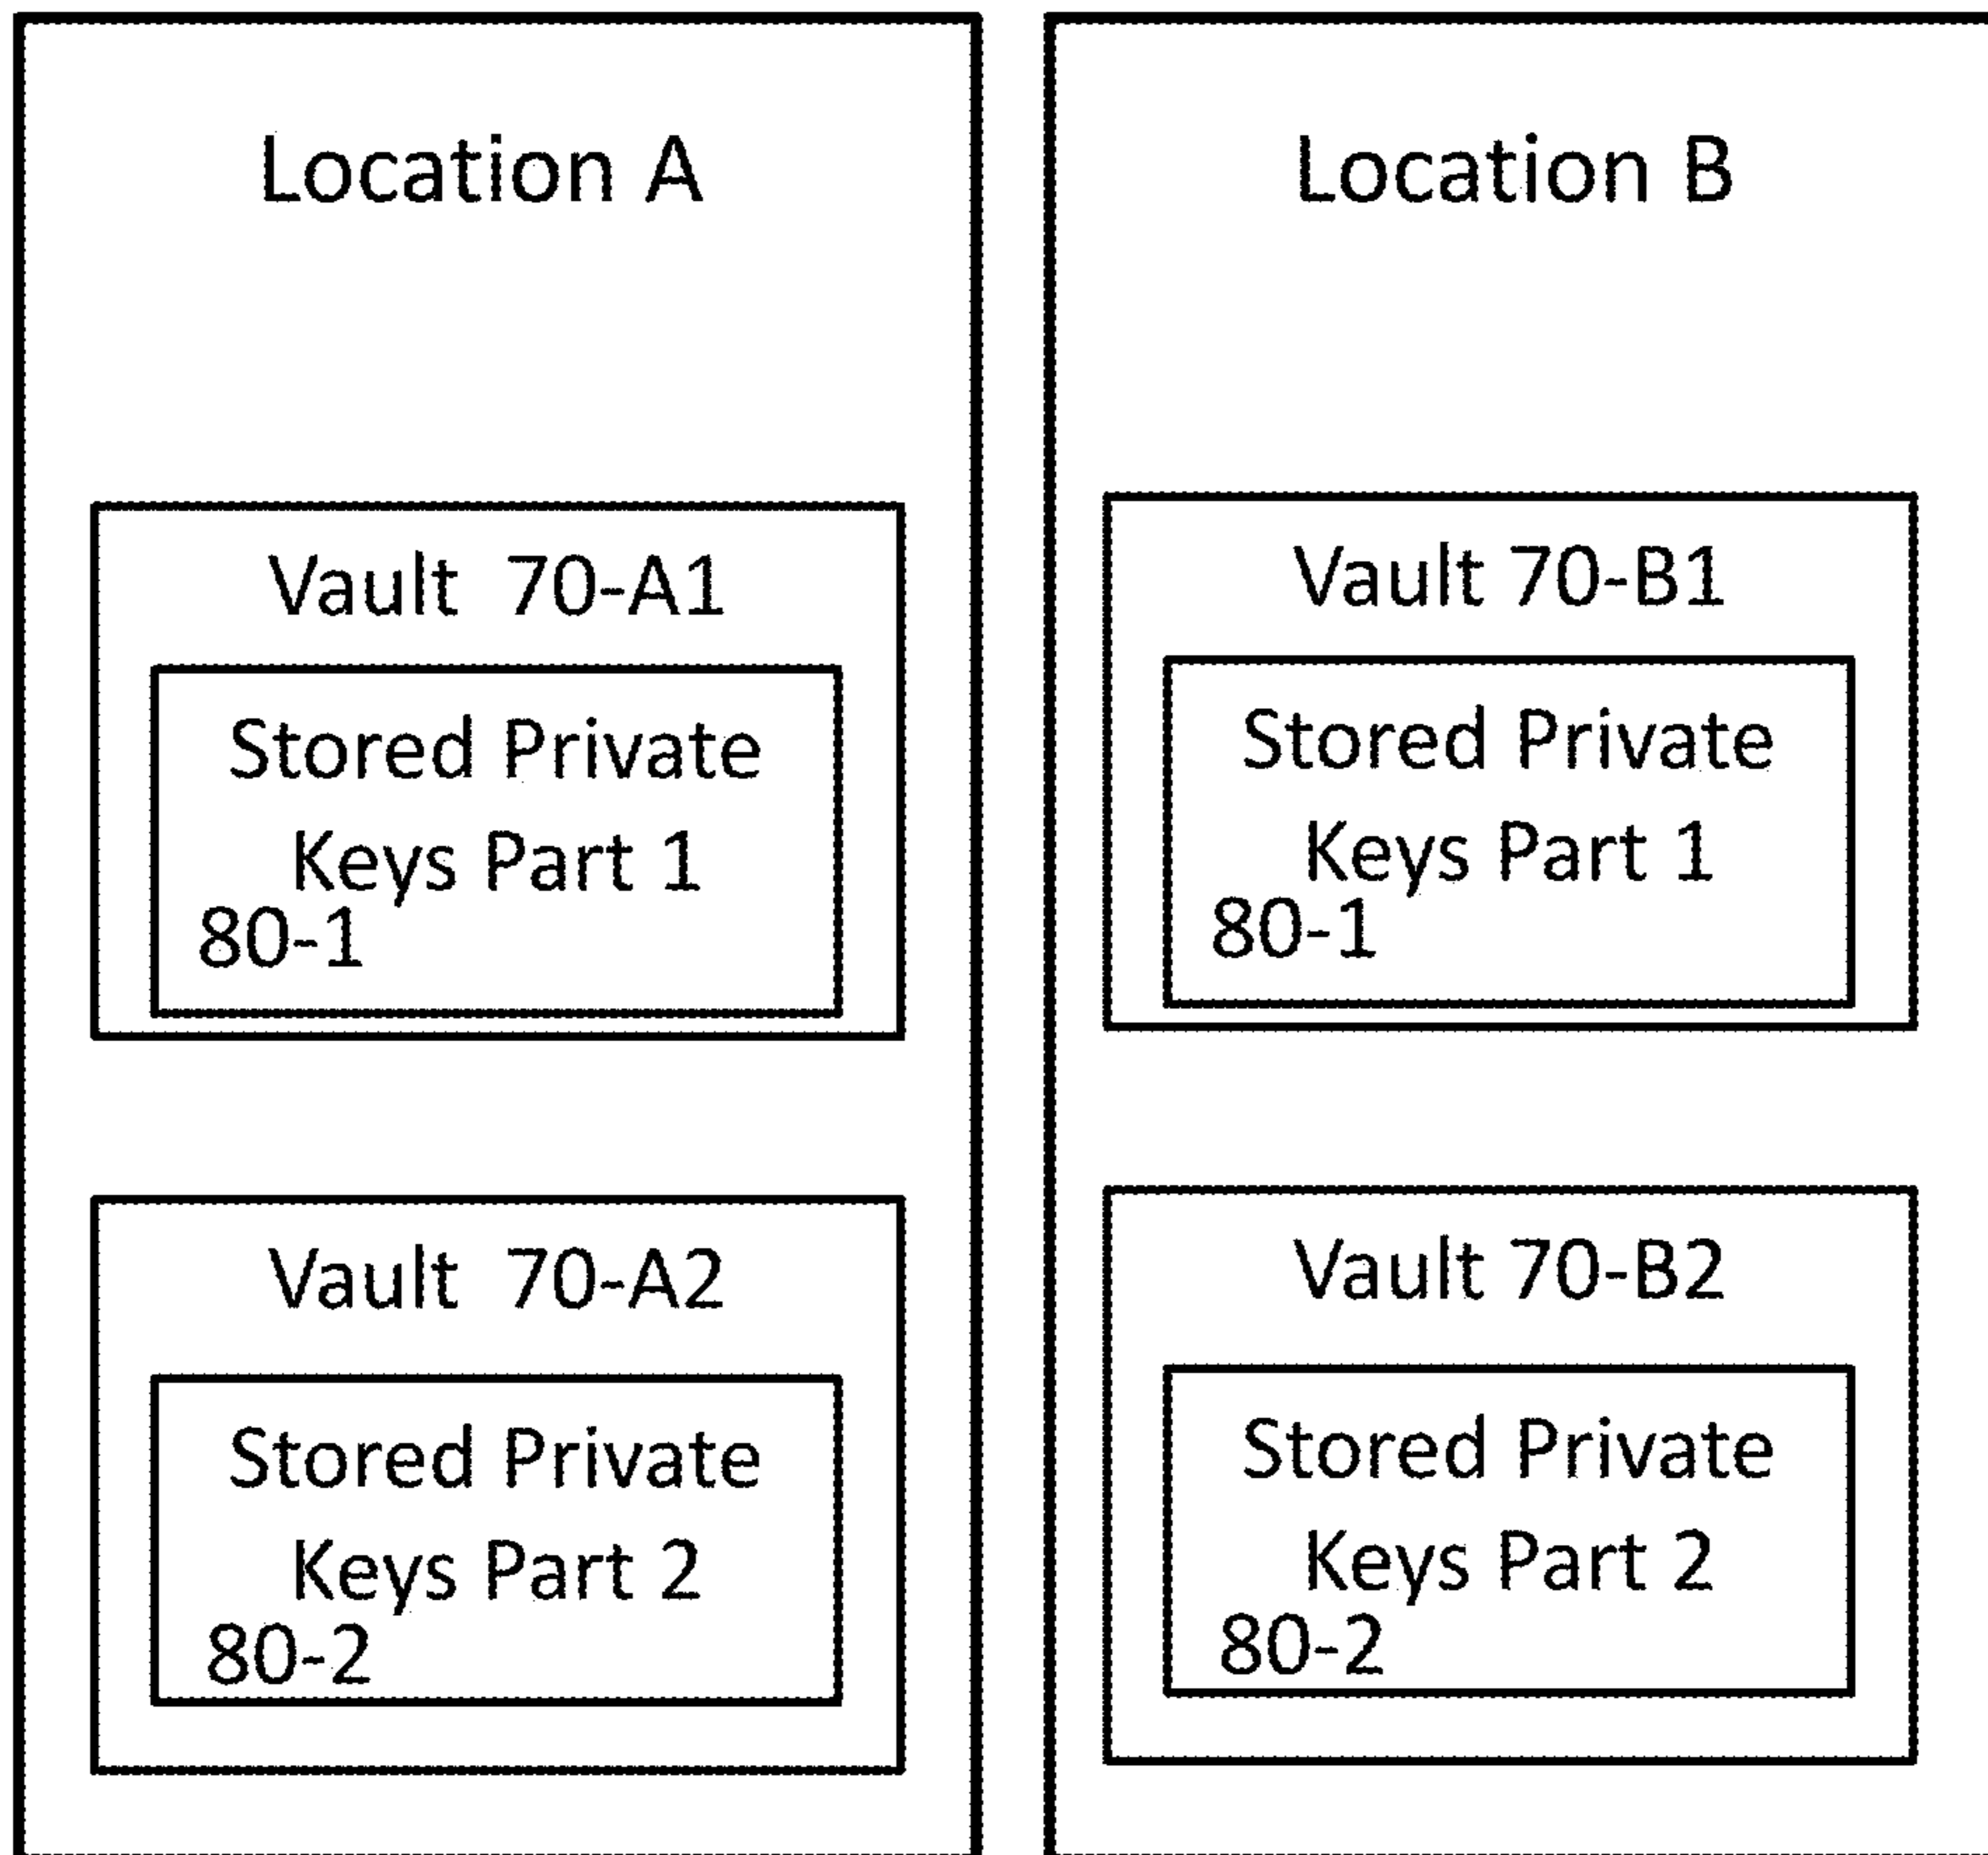 Location A
Vault 70-A1
Stored Private
Keys Part 1
80-1
Vault 70-A2
Stored Private
Keys Part 2
80-2
Location B
Vault 70-B1
Stored Private
Keys Part 1
80-1
Vault 70-B2
Stored Private
Keys Part 2
80-2